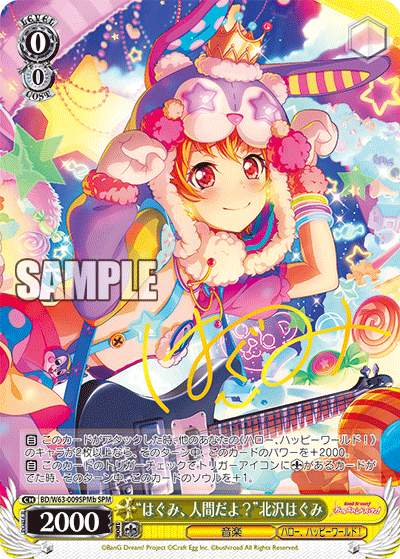 LEVEL
0
0
COST
SAMPLE
はぐみ
自 このカードがアタックした時、他のあなたの《ハロー、ハッピーワールド!》
のキャラが2枚以上なら、そのターン中、このカードのパワーを+2000。
自 このカードのトリガーチェックでトリガーアイコンに があるカードがで
た時、そのターン中、このカードのソウルを+1。
CH BD/W63-009SPMb SPM
2000
"はぐみ、人間だよ?"北沢はぐみ
音楽
ハロー、ハッピーワールド!
©BanG Dream! Project ©Craft Egg Inc. ©bushiroad All Rights Reserved.